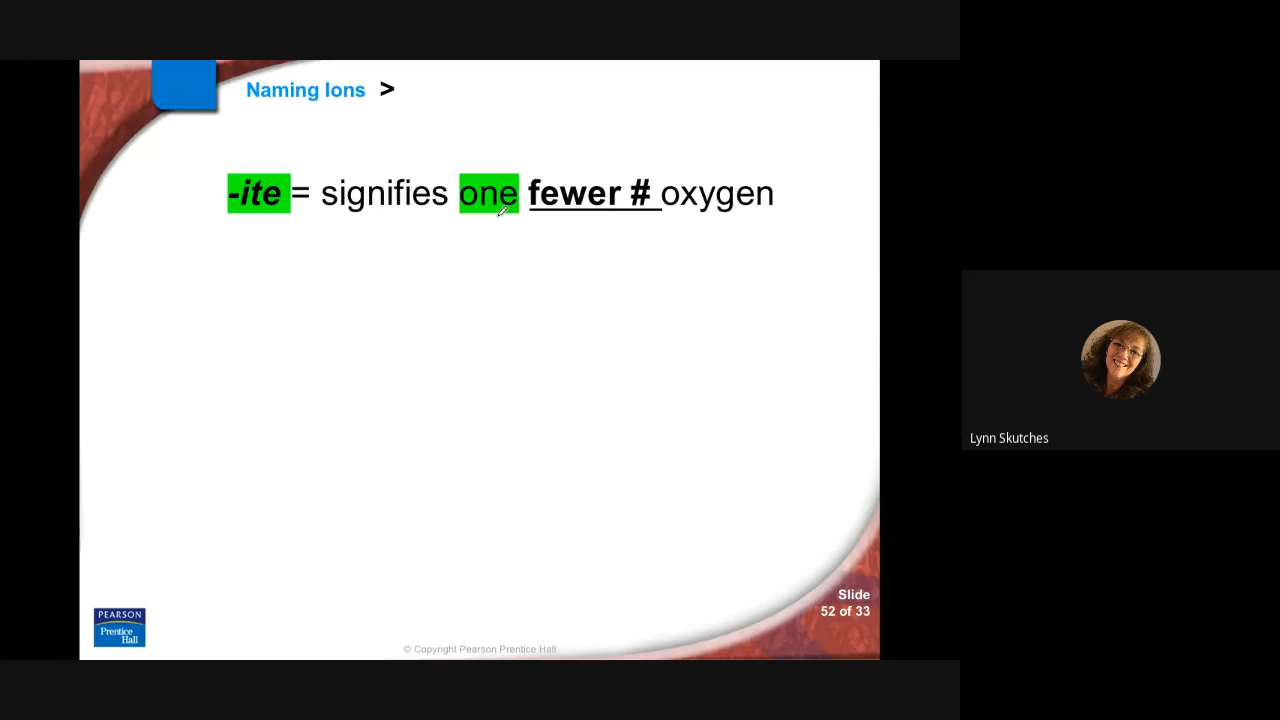 Naming Ions >
-ite = signifies one fewer # oxygen
Lynn Skutches
Slide
52 of 33
PEARSON
Prentice
Hall
© Copyright Pearson Prentice Hall